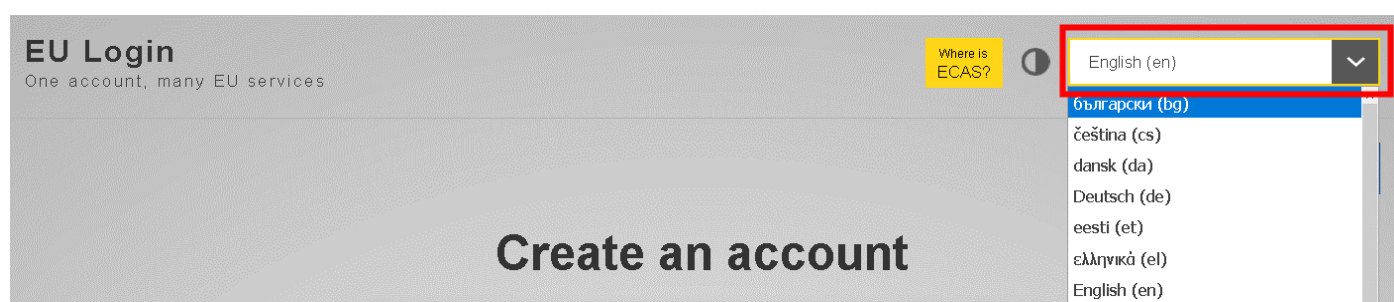 EU Login
One account, many EU services
Where is
ECAS?
English (en)
български (bg)
čeština (cs)
dansk (da)
Deutsch (de)
eesti (et)
ελληνικά (el)
English (en)
Create an account